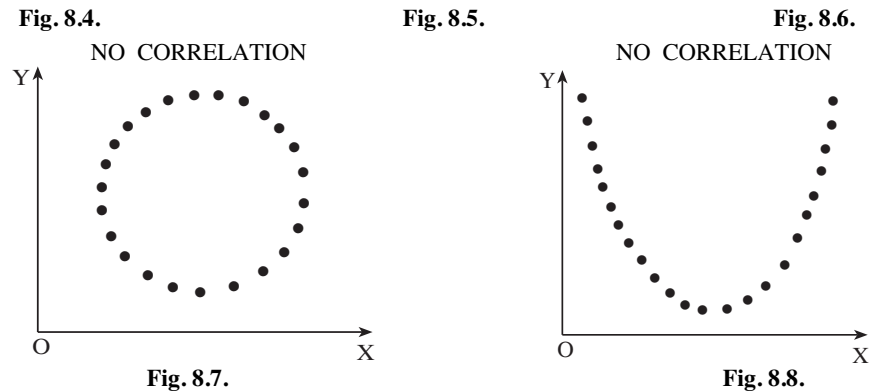 Fig. 8.4. Fig. 8.5. Fig. 8.6.
NO CORRELATION NO CORRELATION
Y Y
O X O X
Fig. 8.7. Fig. 8.8.